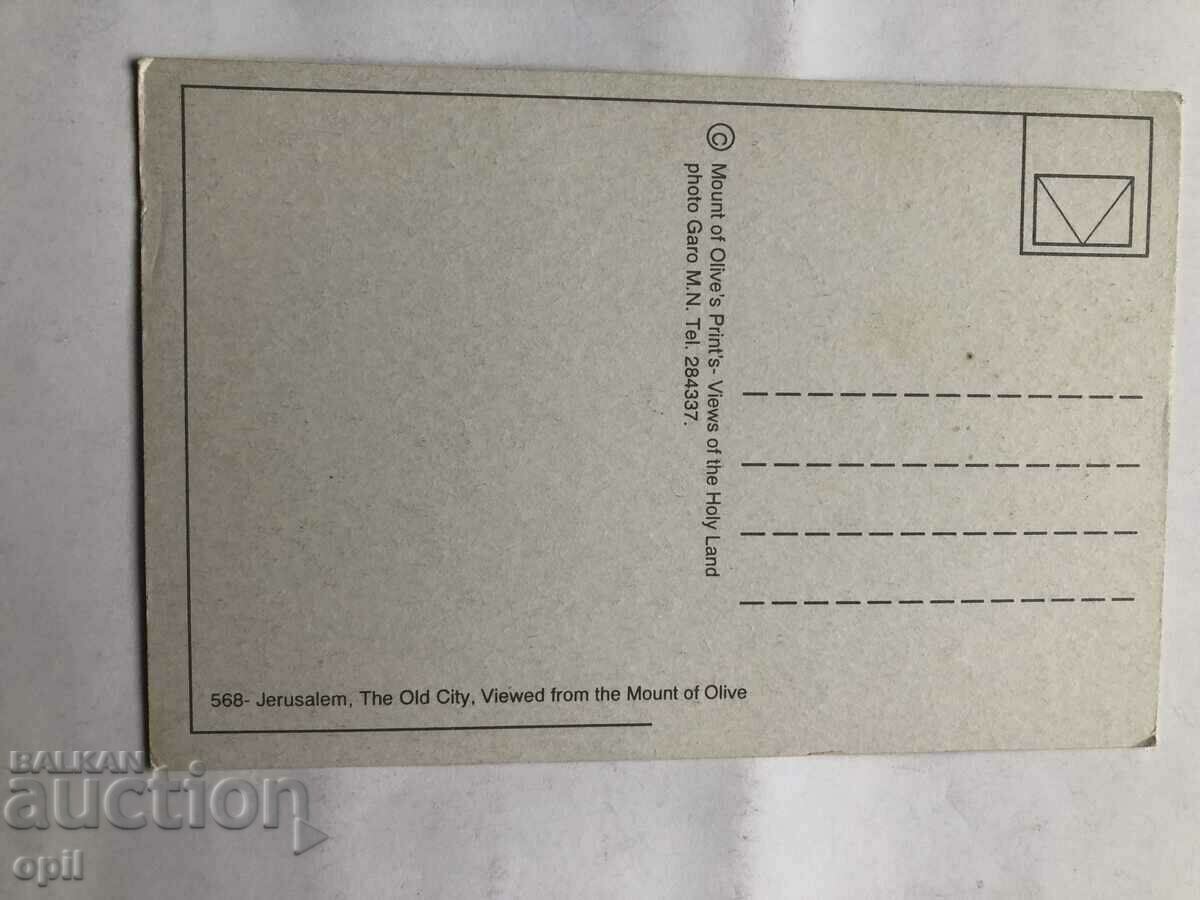 © Mount of Olive's Print's- Views of the Holy Land
photo Garo M.N. Tel. 284337.
568- Jerusalem, The Old City, Viewed from the Mount of Olive
BALKAN
auction
opil